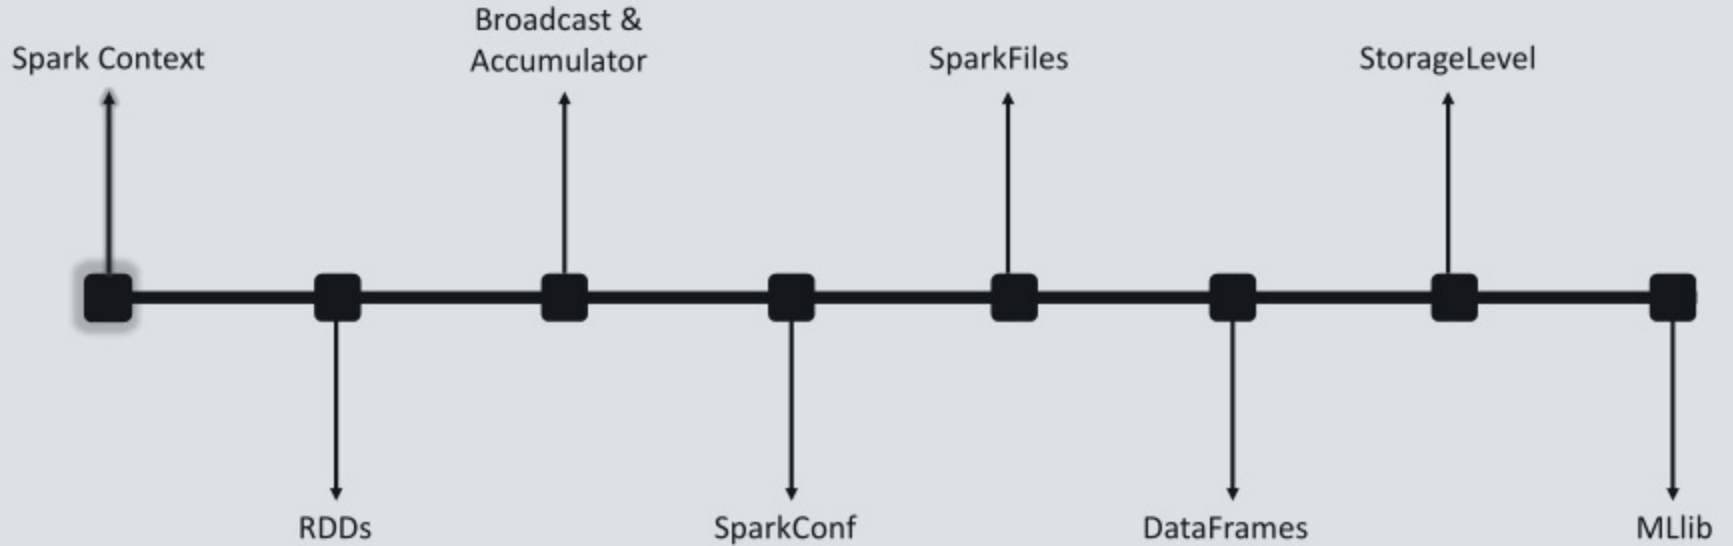 Spark Context
Broadcast &
Accumulator
SparkFiles
StorageLevel
RDDs
SparkConf
DataFrames
MLlib